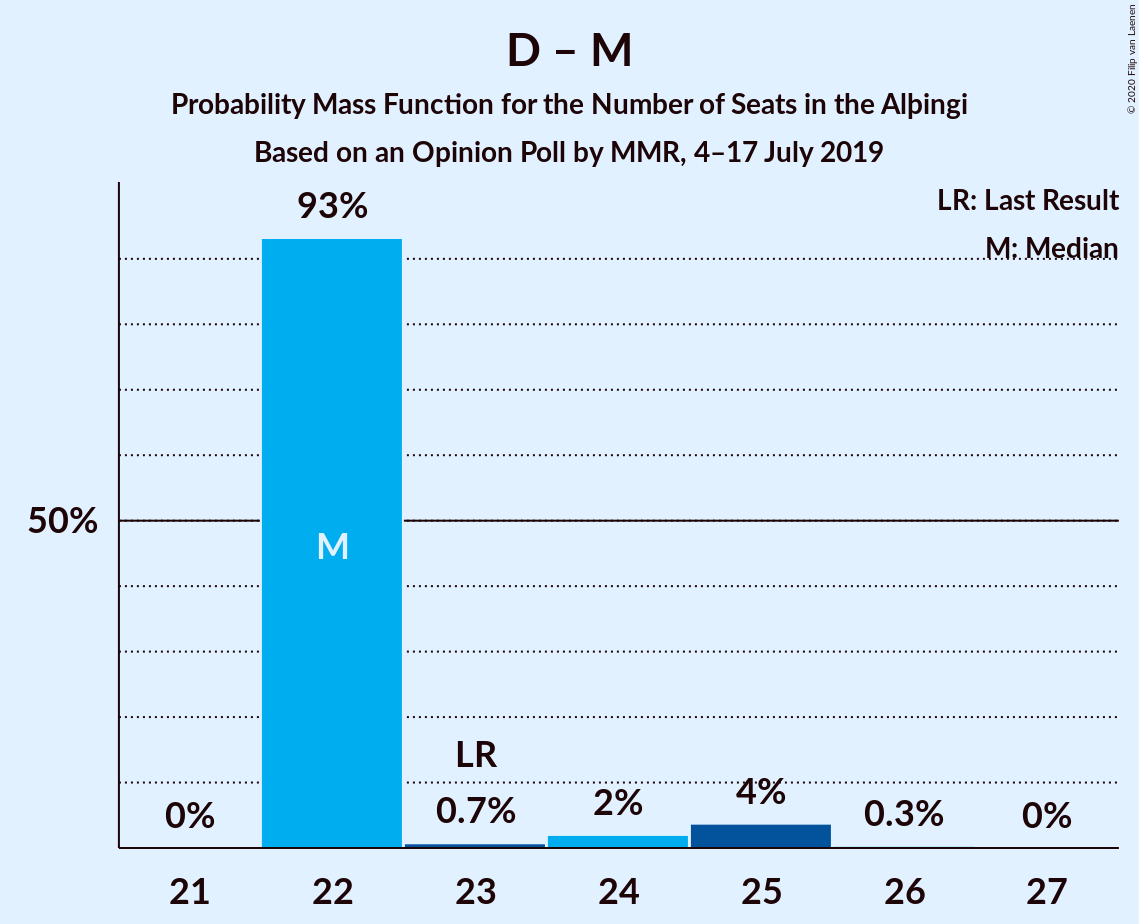 D – M
Probability Mass Function for the Number of Seats in the Alþingi
Based on an Opinion Poll by MMR, 4–17 July 2019
© 2020 Filip van Laenen
LR: Last Result
M: Median
93%
50%
M
LR
0%
0.7%
2%
4%
0.3%
0%
21
22
23
24
25
26
27